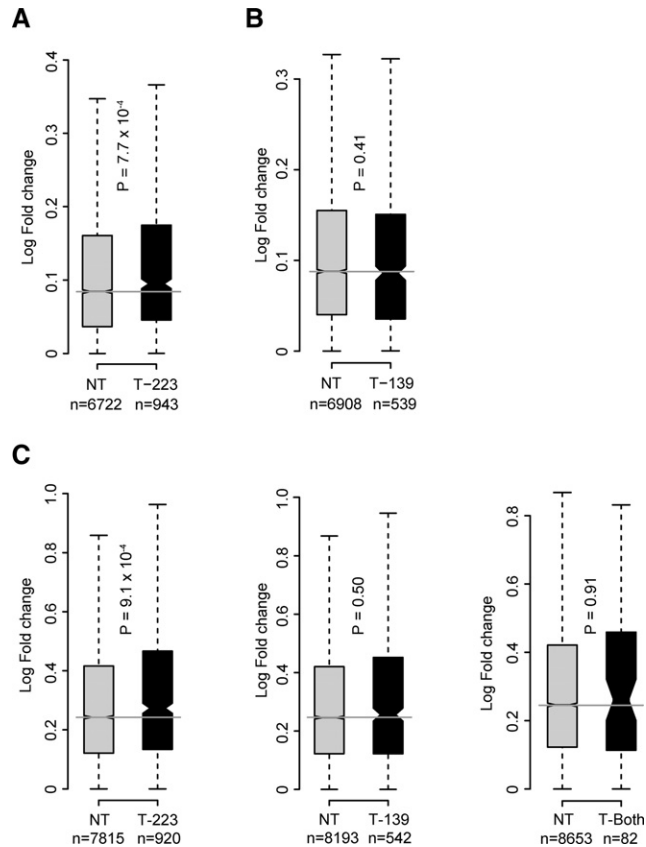 A
Log Fold change
0.4
0.3
0.2
0.1
0
P = 7.7 x 10⁻⁴
NT T−223
n=6722 n=943
B
Log Fold change
0.3
0.2
0.1
0
P = 0.41
NT T−139
n=6908 n=539
C
Log Fold change
1.0
0.8
0.6
0.4
0.2
0.0
P = 9.1 x 10⁻⁴
NT T-223
n=7815 n=920
Log Fold change
1.0
0.8
0.6
0.4
0.2
0.0
P = 0.50
NT T-139
n=8193 n=542
Log Fold change
0.8
0.6
0.4
0.2
0.0
P = 0.91
NT T-Both
n=8653 n=82